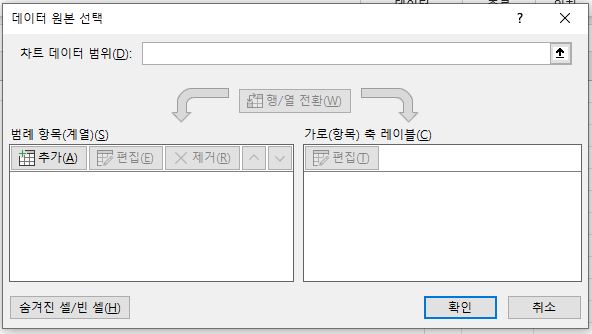 데이터 원본 선택
차트 데이터 범위(D):
행/열 전환(W)
범례 항목(계열)(S)
가로(항목) 축 레이블(C)
추가(A) 편집(E) 제거(R)
편집(T)
숨겨진 셀/빈 셀(H)
확인
취소